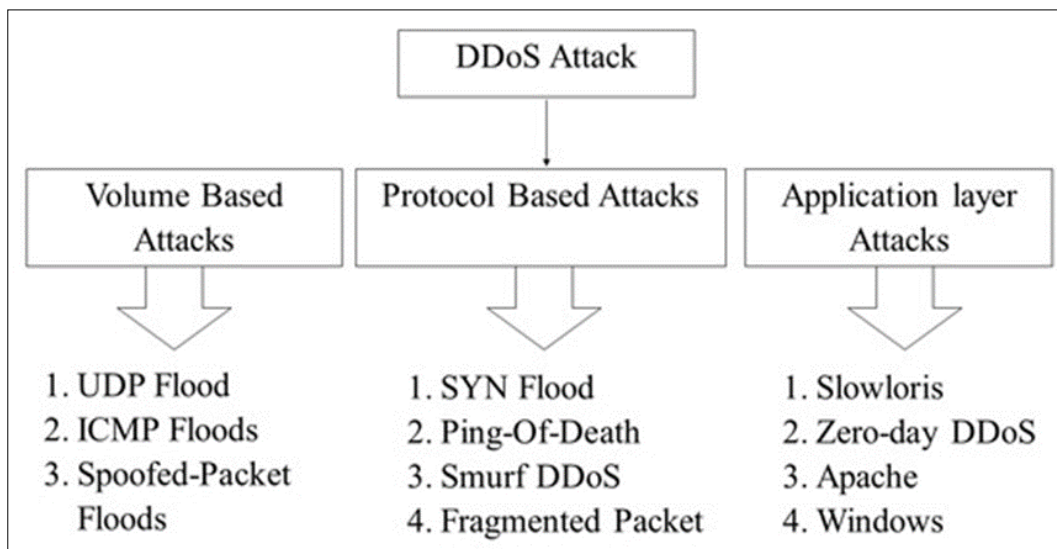 DDoS Attack
Volume Based
Attacks
Protocol Based Attacks
Application layer
Attacks
1. UDP Flood
2. ICMP Floods
3. Spoofed-Packet
Floods
1. SYN Flood
2. Ping-Of-Death
3. Smurf DDoS
4. Fragmented Packet
1. Slowloris
2. Zero-day DDoS
3. Apache
4. Windows